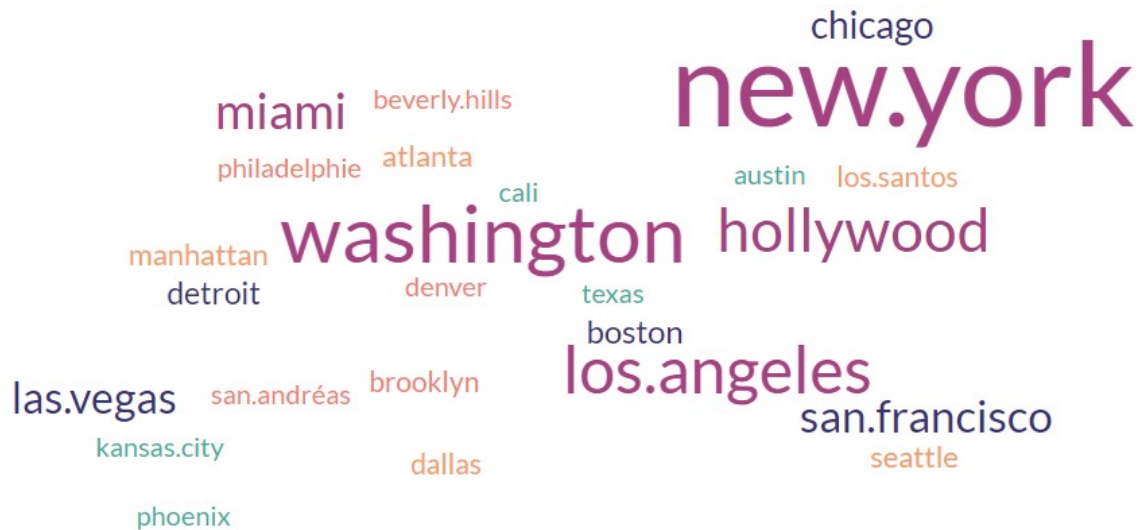 chicago
new.york
miami
beverly.hills
philadelphie
atlanta
austin
los.santos
cali
washington
hollywood
manhattan
detroit
denver
texas
boston
los.angeles
las.vegas
san.andréas
brooklyn
san.francisco
kansas.city
dallas
seattle
phoenix